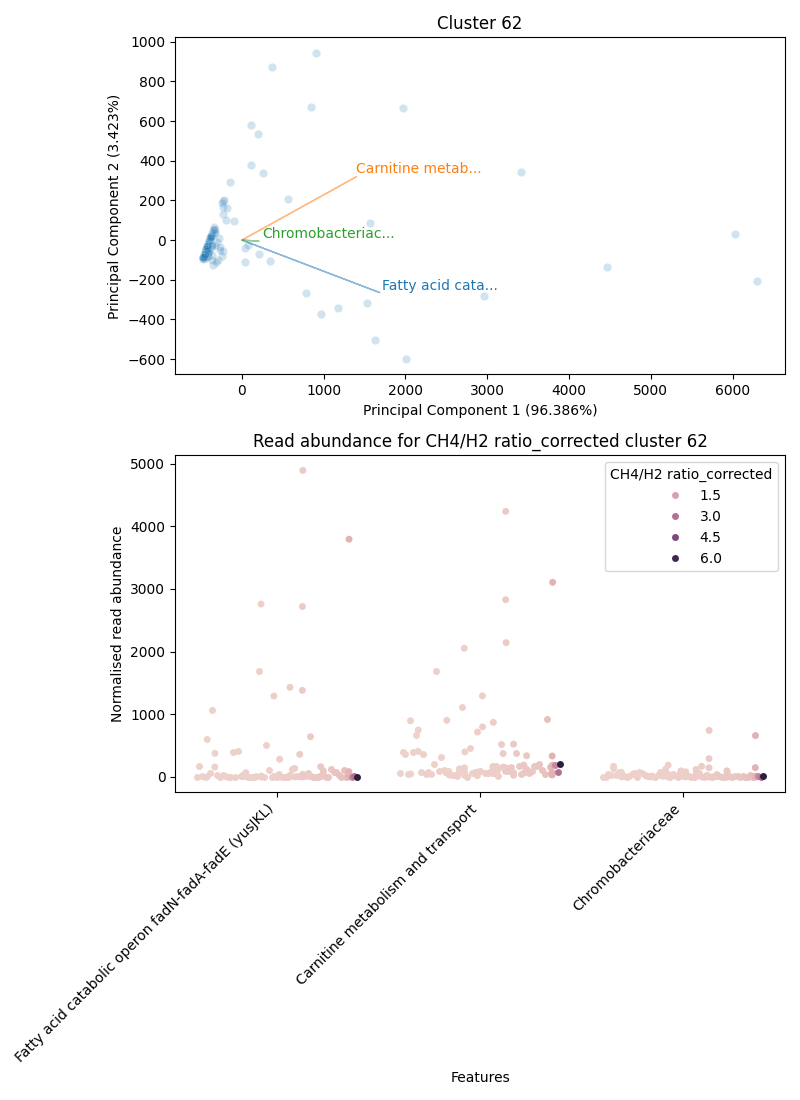 Cluster 62
1000
800
600
400
200
0
−200
−400
−600
Principal Component 2 (3.423%)
Carnitine metab...
Chromobacteriac...
Fatty acid cata...
0 1000 2000 3000 4000 5000 6000
Principal Component 1 (96.386%)
Read abundance for CH4/H2 ratio_corrected cluster 62
5000
4000
3000
2000
1000
0
Normalised read abundance
CH4/H2 ratio_corrected
1.5
3.0
4.5
6.0
Fatty acid catabolic operon fadN-fadA-fadE (yusJKL)
Carnitine metabolism and transport
Chromobacteriaceae
Features